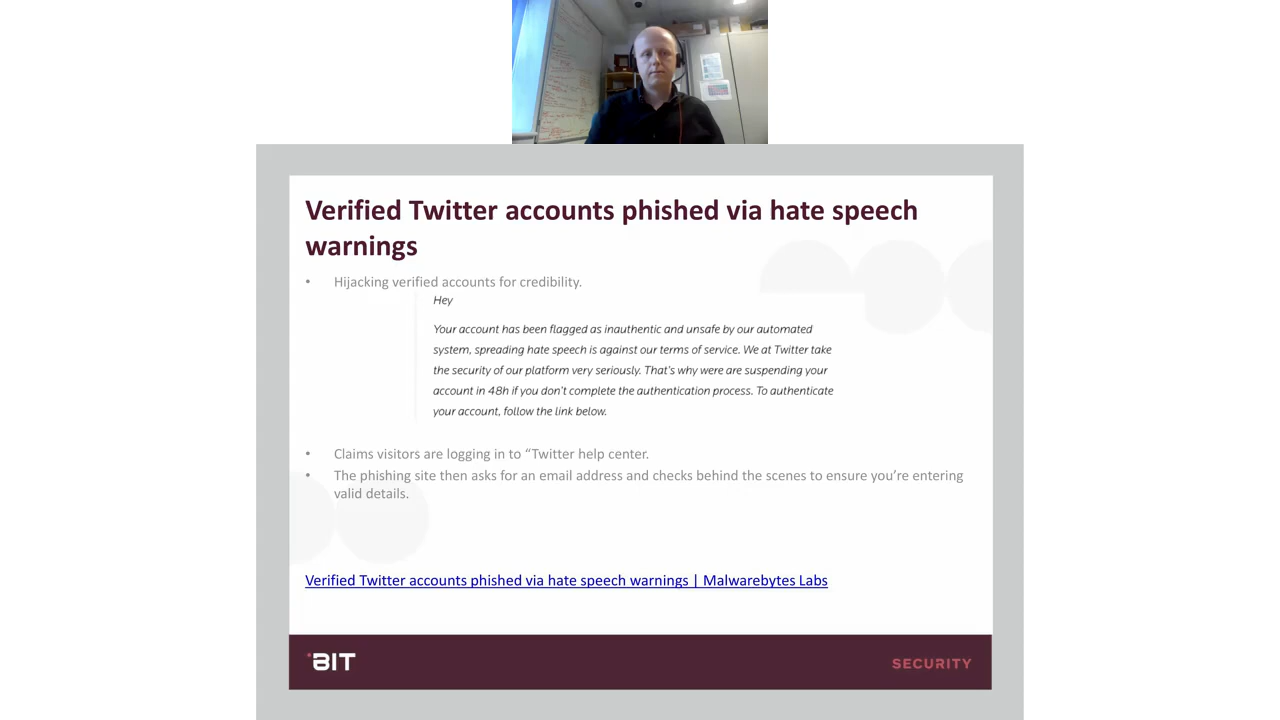 Verified Twitter accounts phished via hate speech
warnings
• Hijacking verified accounts for credibility.
Hey
Your account has been flagged as inauthentic and unsafe by our automated
system, spreading hate speech is against our terms of service. We at Twitter take
the security of our platform very seriously. That's why were are suspending your
account in 48h if you don't complete the authentication process. To authenticate
your account, follow the link below.
• Claims visitors are logging in to “Twitter help center.
• The phishing site then asks for an email address and checks behind the scenes to ensure you’re entering
valid details.
Verified Twitter accounts phished via hate speech warnings | Malwarebytes Labs
BIT
SECURITY